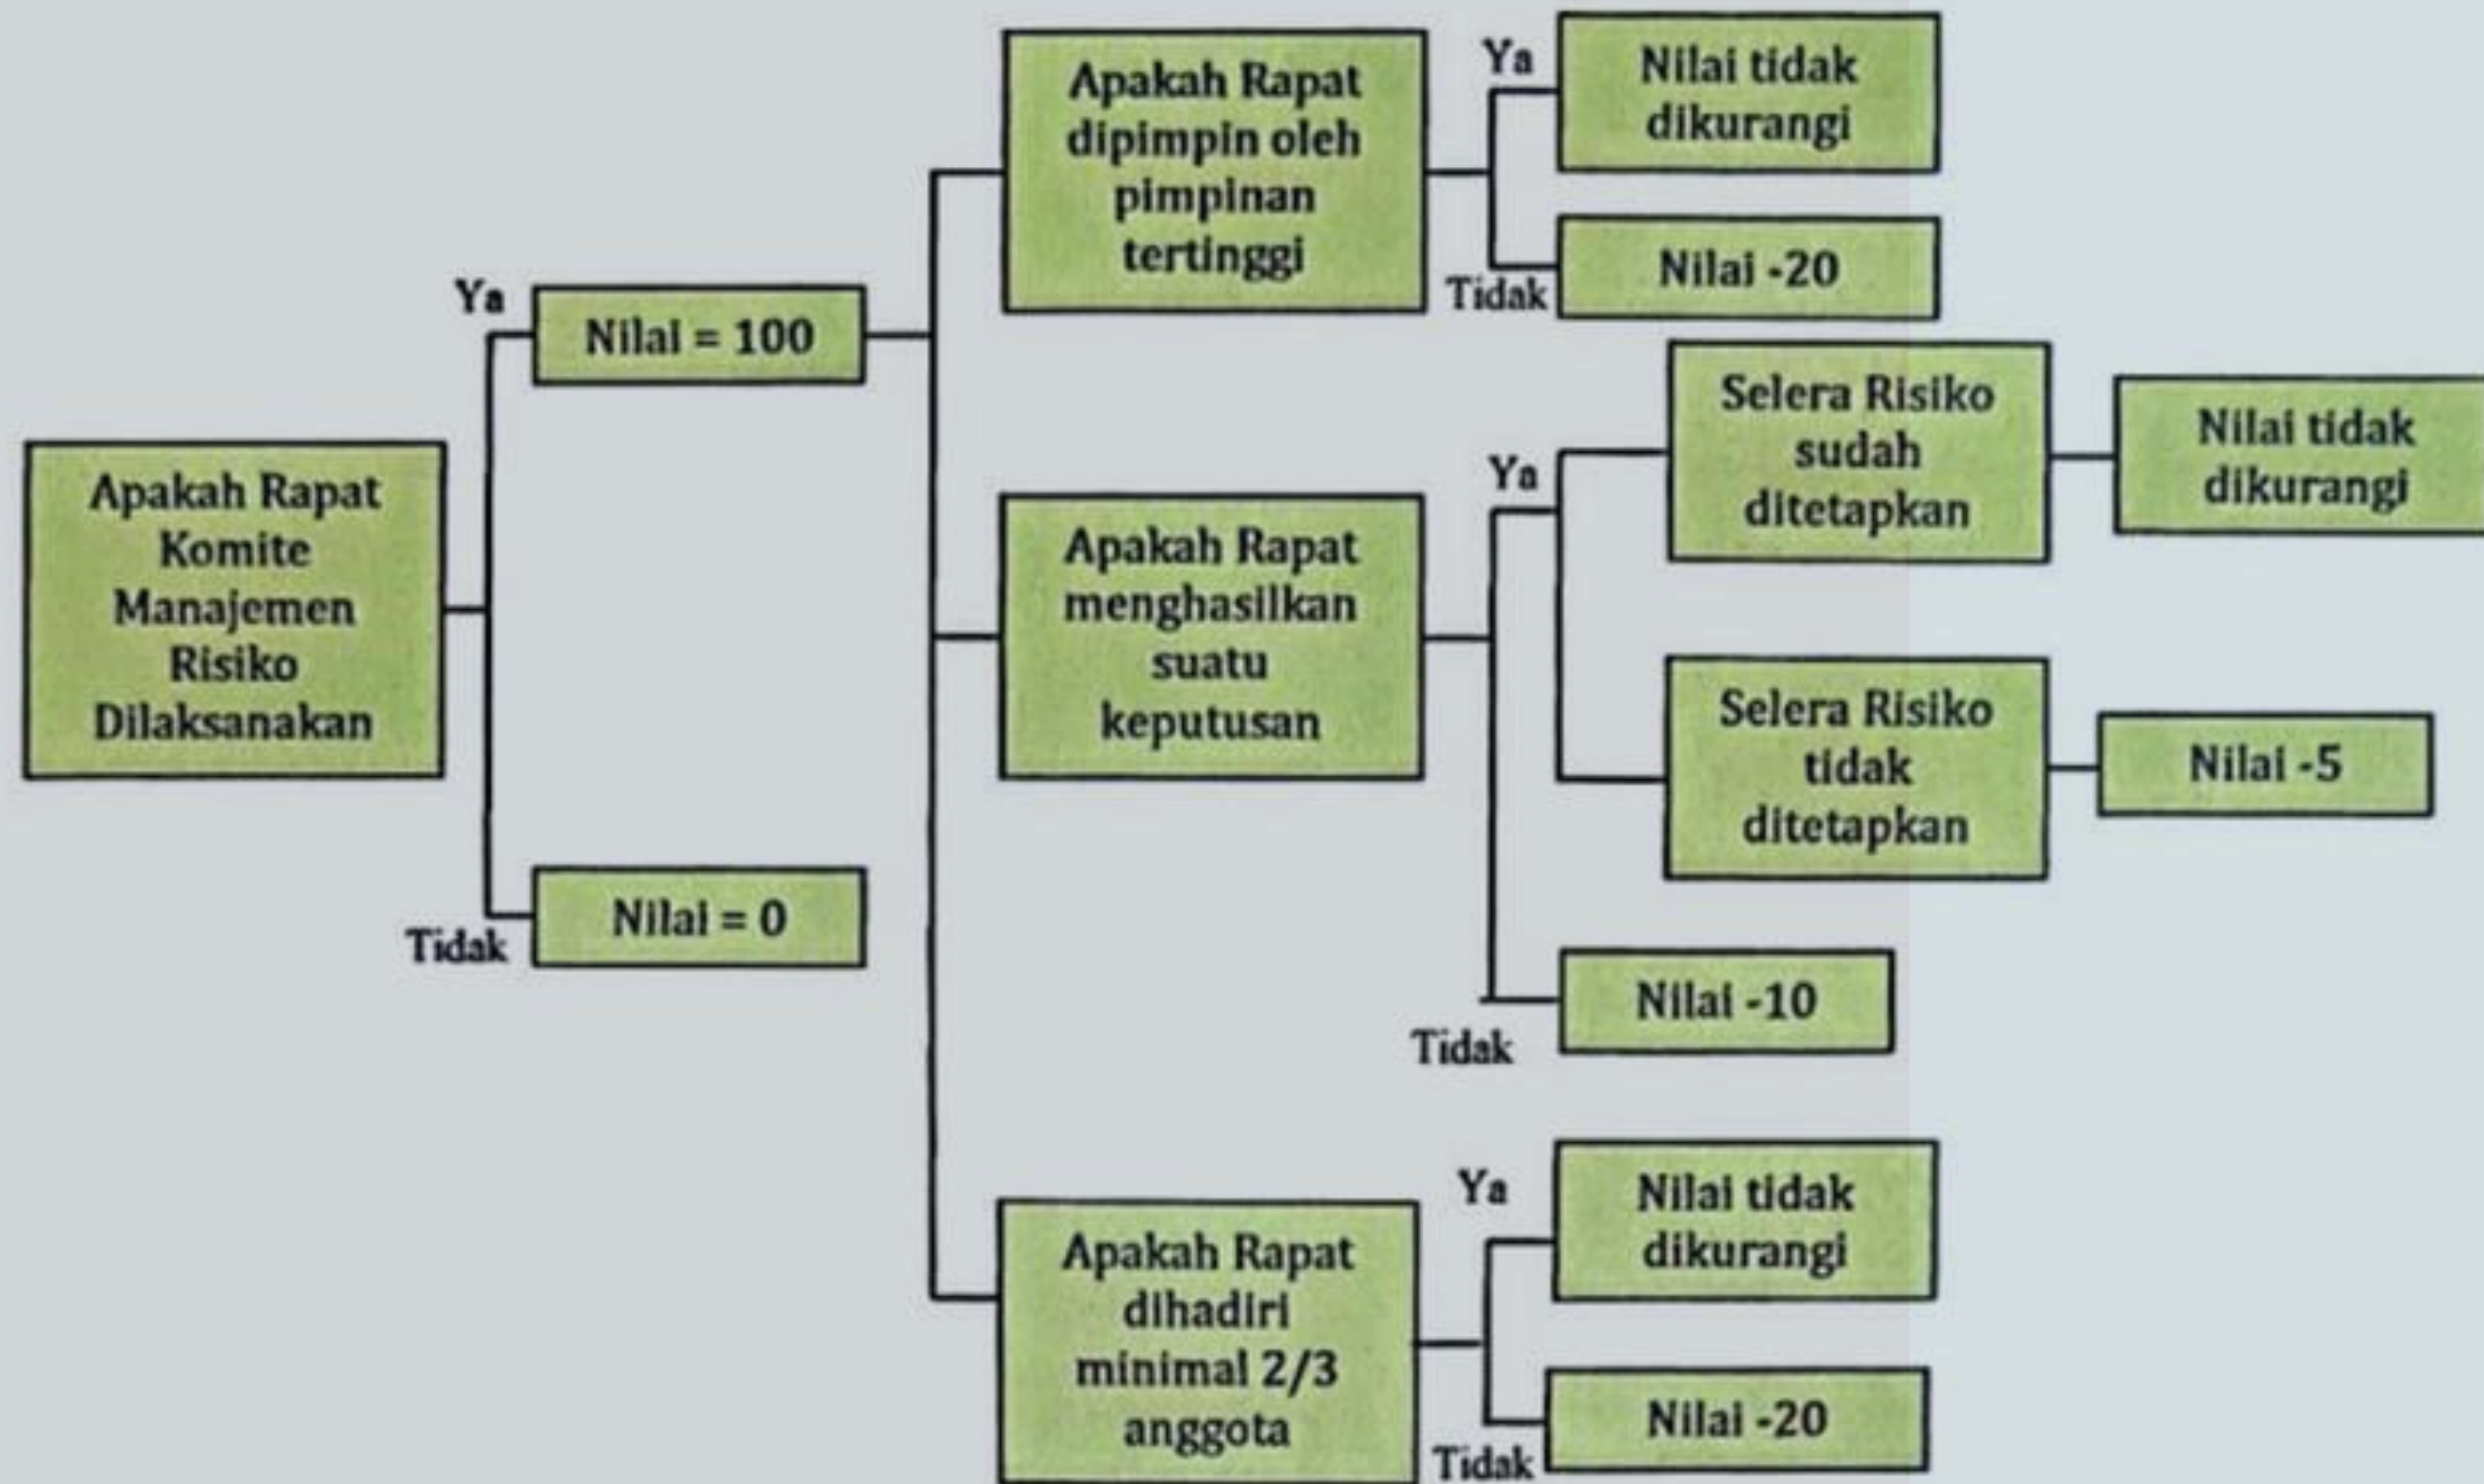 Apakah Rapat
Komite
Manajemen
Risiko
Dilaksanakan
Ya
Nilai = 100
Tidak
Nilai = 0
Apakah Rapat
dipimpin oleh
pimpinan
tertinggi
Ya
Nilai tidak
dikurangi
Tidak
Nilai -20
Apakah Rapat
menghasilkan
suatu
keputusan
Ya
Selera Risiko
sudah
ditetapkan
Nilai tidak
dikurangi
Selera Risiko
tidak
ditetapkan
Nilai -5
Tidak
Nilai -10
Apakah Rapat
dihadiri
minimal 2/3
anggota
Ya
Nilai tidak
dikurangi
Tidak
Nilai -20